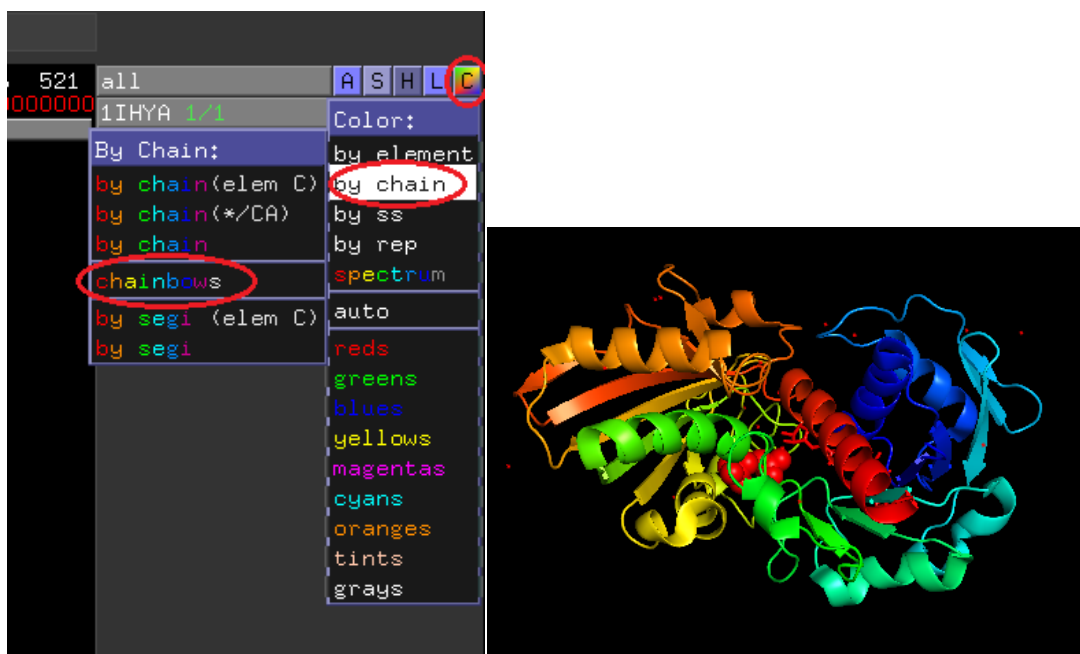 521 all A S H L C
0000000 1IHYA 1/1
Color:
By Chain:
by element
by chain(elem C)
by chain
by chain(*/CA)
by ss
by chain
by rep
chainbows
spectrum
by segi (elem C)
auto
by segi
reds
greens
blues
yellows
magentas
cyans
oranges
tints
grays